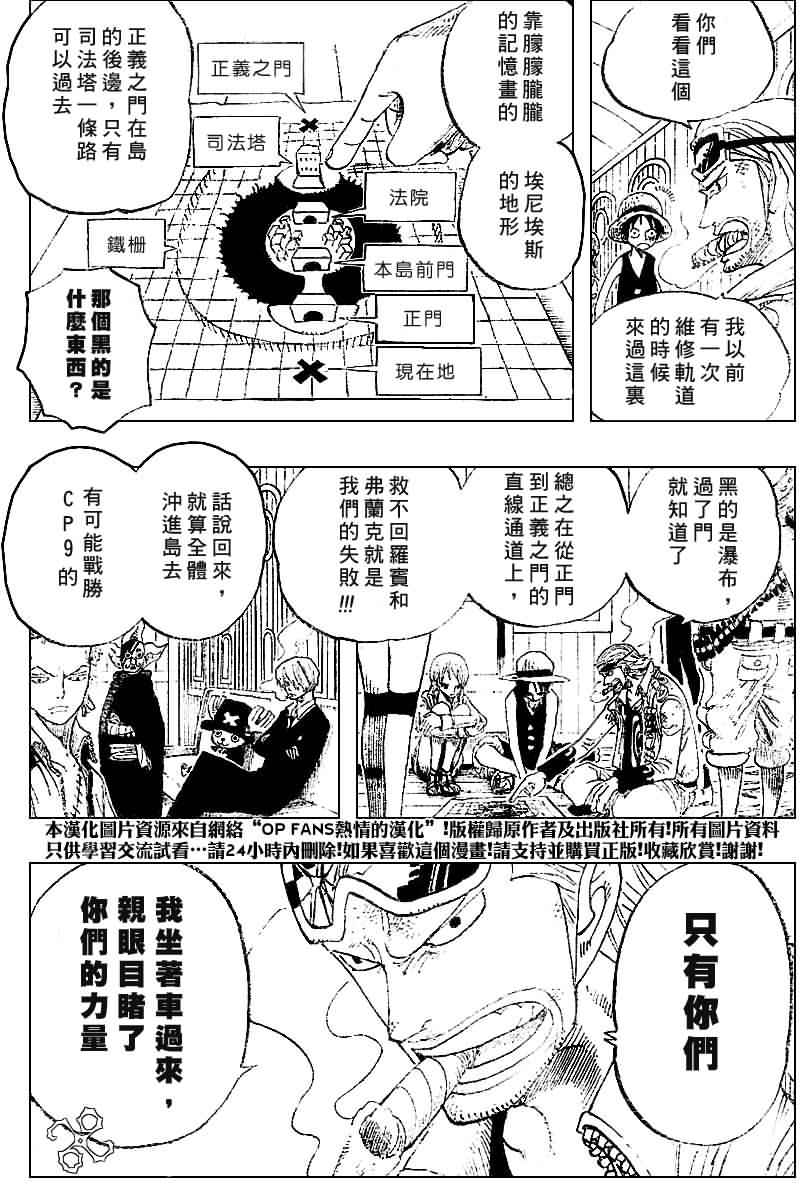 你們
看看這個
我以前
有一次
維修軌道
的時候
來過這裏
靠朦朦朧朧
的記憶畫的
埃尼埃斯
的地形
正義之門
司法塔
法院
鐵柵
本島前門
正門
現在地
正義之門在島
的後邊，只有
司法塔一條路
可以過去
那個黑的是
什麼東西？
黑的是瀑布，
過了門
就知道了
總之在從正門
到正義之門的
直線通道上，
救不回羅賓和
弗蘭克就是
我們的失敗!!!
話說回來，
就算全體
沖進島去
有可能戰勝
CP9的
本漢化圖片資源來自網絡“OP FANS熱情的漢化”!版權歸原作者及出版社所有!所有圖片資料
只供學習交流試看…請24小時內刪除!如果喜歡這個漫畫!請支持並購買正版!收藏欣賞!謝謝!
只有你們
我坐著車過來，
親眼目睹了
你們的力量